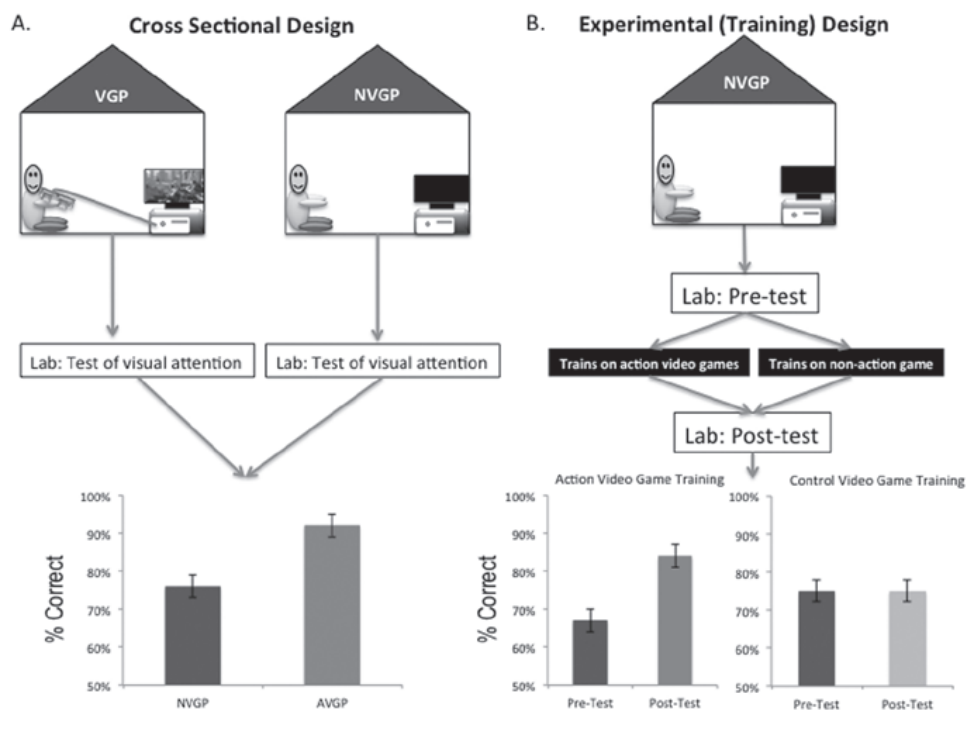 A.
Cross Sectional Design
VGP
NVGP
Lab: Test of visual attention
Lab: Test of visual attention
% Correct
100%
90%
80%
70%
60%
50%
NVGP
AVGP
B.
Experimental (Training) Design
NVGP
Lab: Pre-test
Trains on action video games
Trains on non-action game
Lab: Post-test
Action Video Game Training
% Correct
100%
90%
80%
70%
60%
50%
Pre-Test
Post-Test
Control Video Game Training
100%
90%
80%
70%
60%
50%
Pre-Test
Post-Test